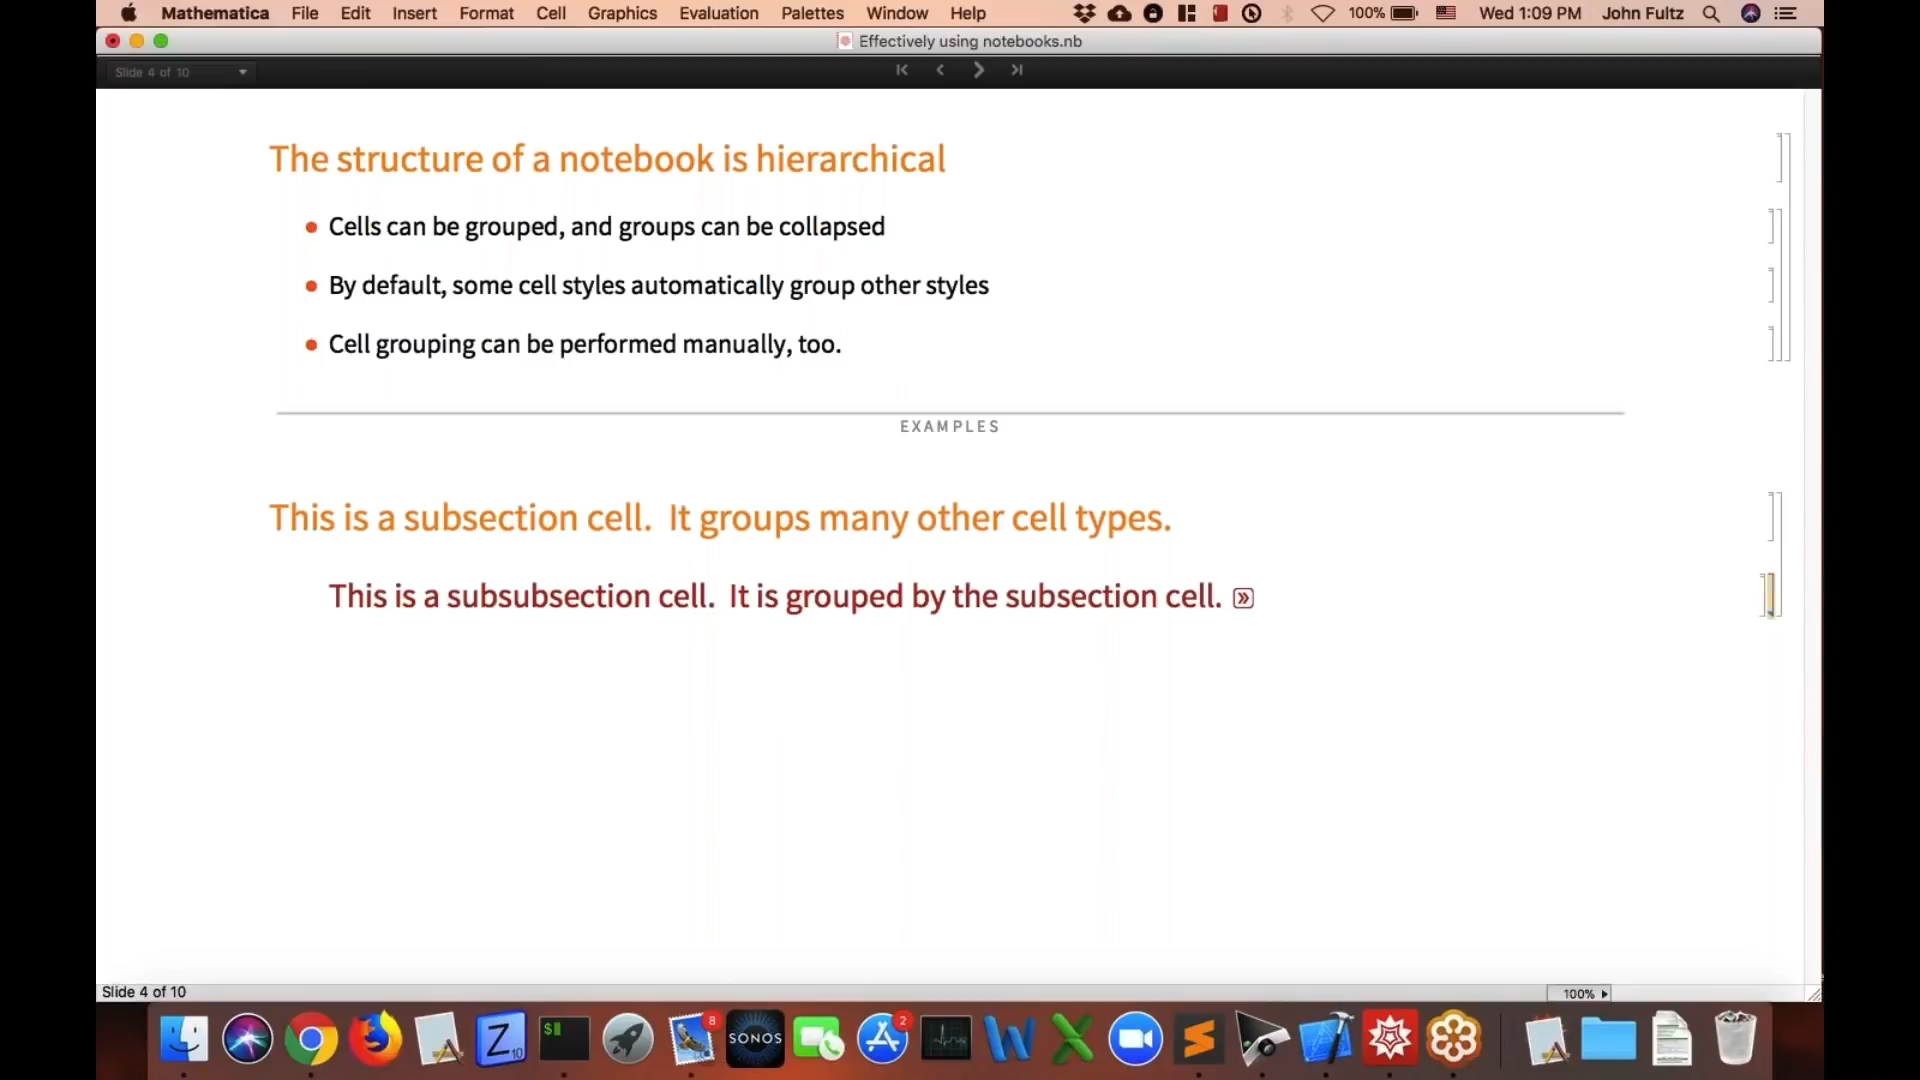 Mathematica File Edit Insert Format Cell Graphics Evaluation Palettes Window Help 100% Wed 1:09 PM John Fultz
Effectively using notebooks.nb
Slide 4 of 10
The structure of a notebook is hierarchical
Cells can be grouped, and groups can be collapsed
By default, some cell styles automatically group other styles
Cell grouping can be performed manually, too.
EXAMPLES
This is a subsection cell. It groups many other cell types.
This is a subsubsection cell. It is grouped by the subsection cell. »
Slide 4 of 10
100%
Z 10 $ 8 SONOS 2 W X S